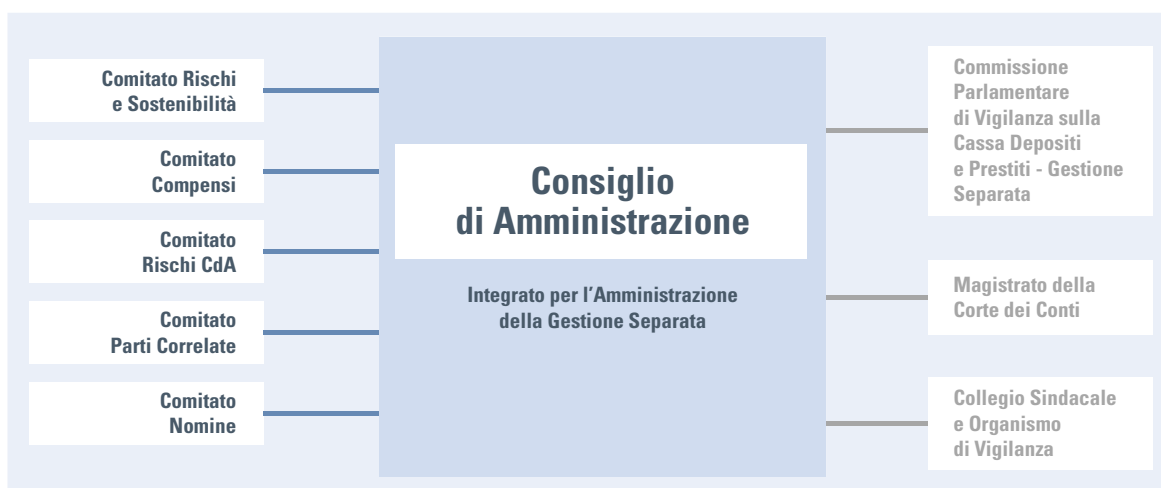 Comitato Rischi
e Sostenibilità
Comitato
Compensi
Comitato
Rischi CdA
Comitato
Parti Correlate
Comitato
Nomine
Consiglio
di Amministrazione
Integrato per l'Amministrazione
della Gestione Separata
Commissione
Parlamentare
di Vigilanza sulla
Cassa Depositi
e Prestiti - Gestione
Separata
Magistrato della
Corte dei Conti
Collegio Sindacale
e Organismo
di Vigilanza